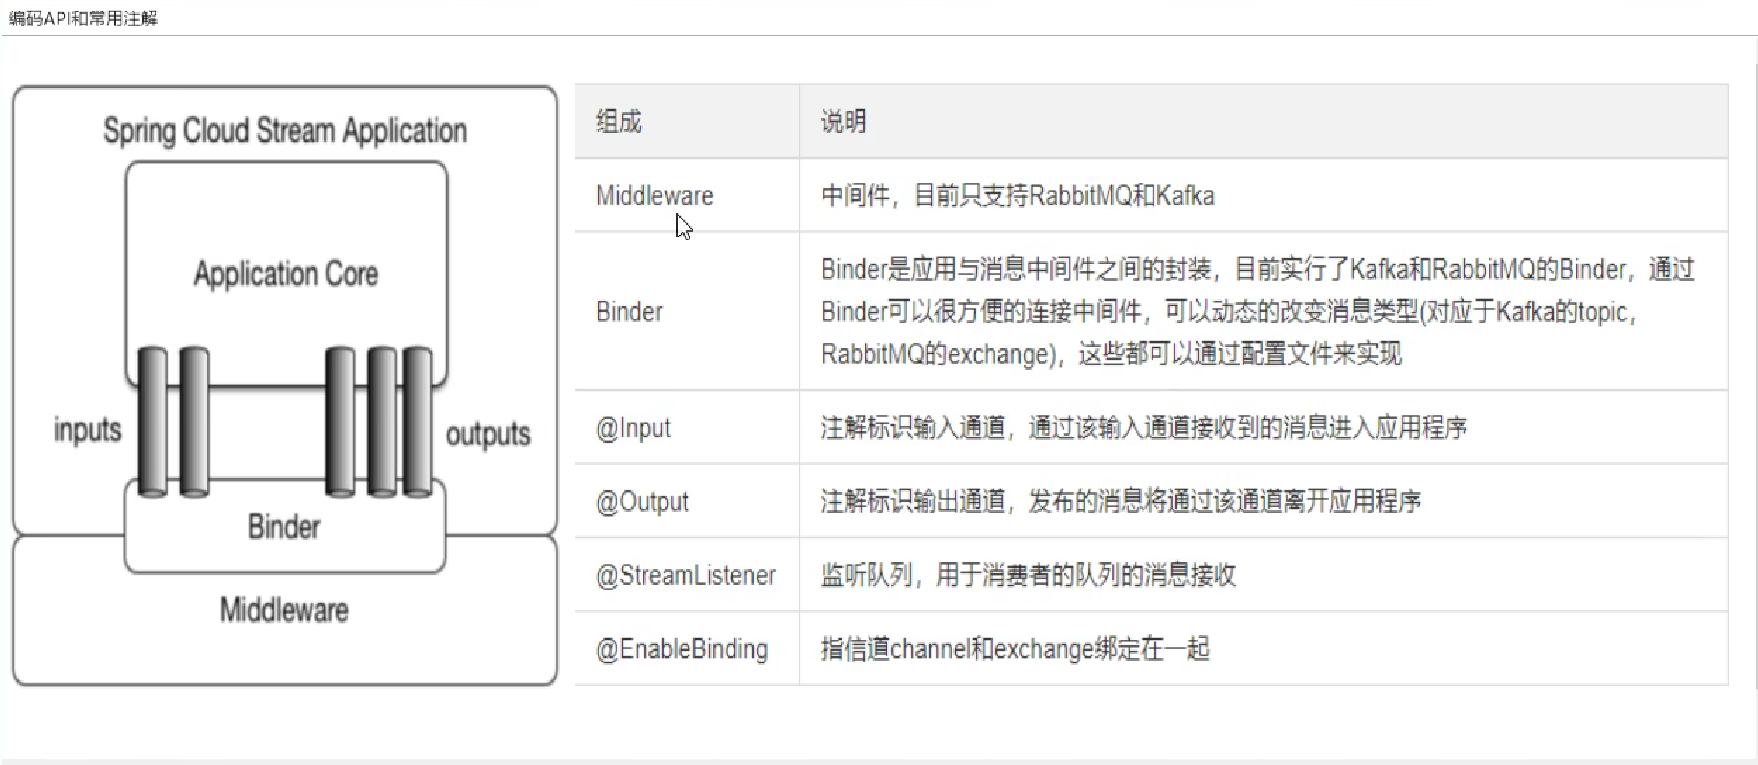 编码API和常用注解
Spring Cloud Stream Application
Application Core
inputs
outputs
Binder
Middleware
组成
说明
Middleware
中间件，目前只支持RabbitMQ和Kafka
Binder
Binder是应用与消息中间件之间的封装，目前实行了Kafka和RabbitMQ的Binder，通过
Binder可以很方便的连接中间件，可以动态的改变消息类型(对应于Kafka的topic，
RabbitMQ的exchange)，这些都可以通过配置文件来实现
@Input
注解标识输入通道，通过该输入通道接收到的消息进入应用程序
@Output
注解标识输出通道，发布的消息将通过该通道离开应用程序
@StreamListener
监听队列，用于消费者的队列的消息接收
@EnableBinding
指信道channel和exchange绑定在一起